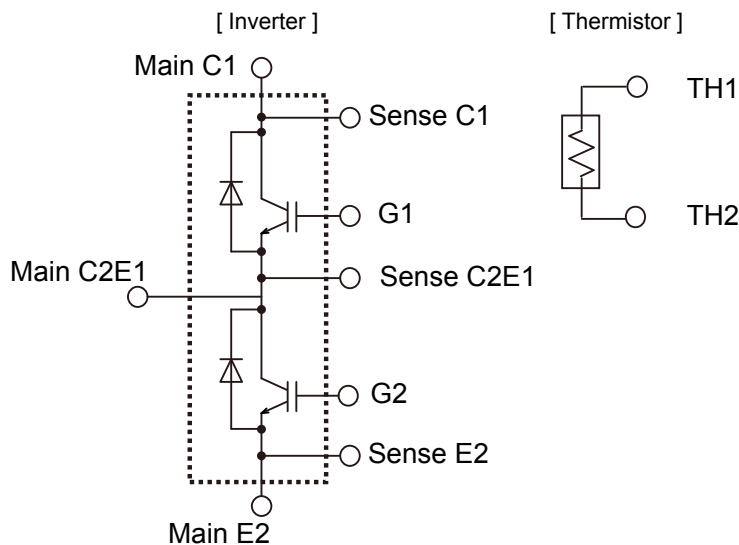 [ Inverter ]
[ Thermistor ]
Main C1
Sense C1
TH1
G1
TH2
Main C2E1
Sense C2E1
G2
Sense E2
Main E2